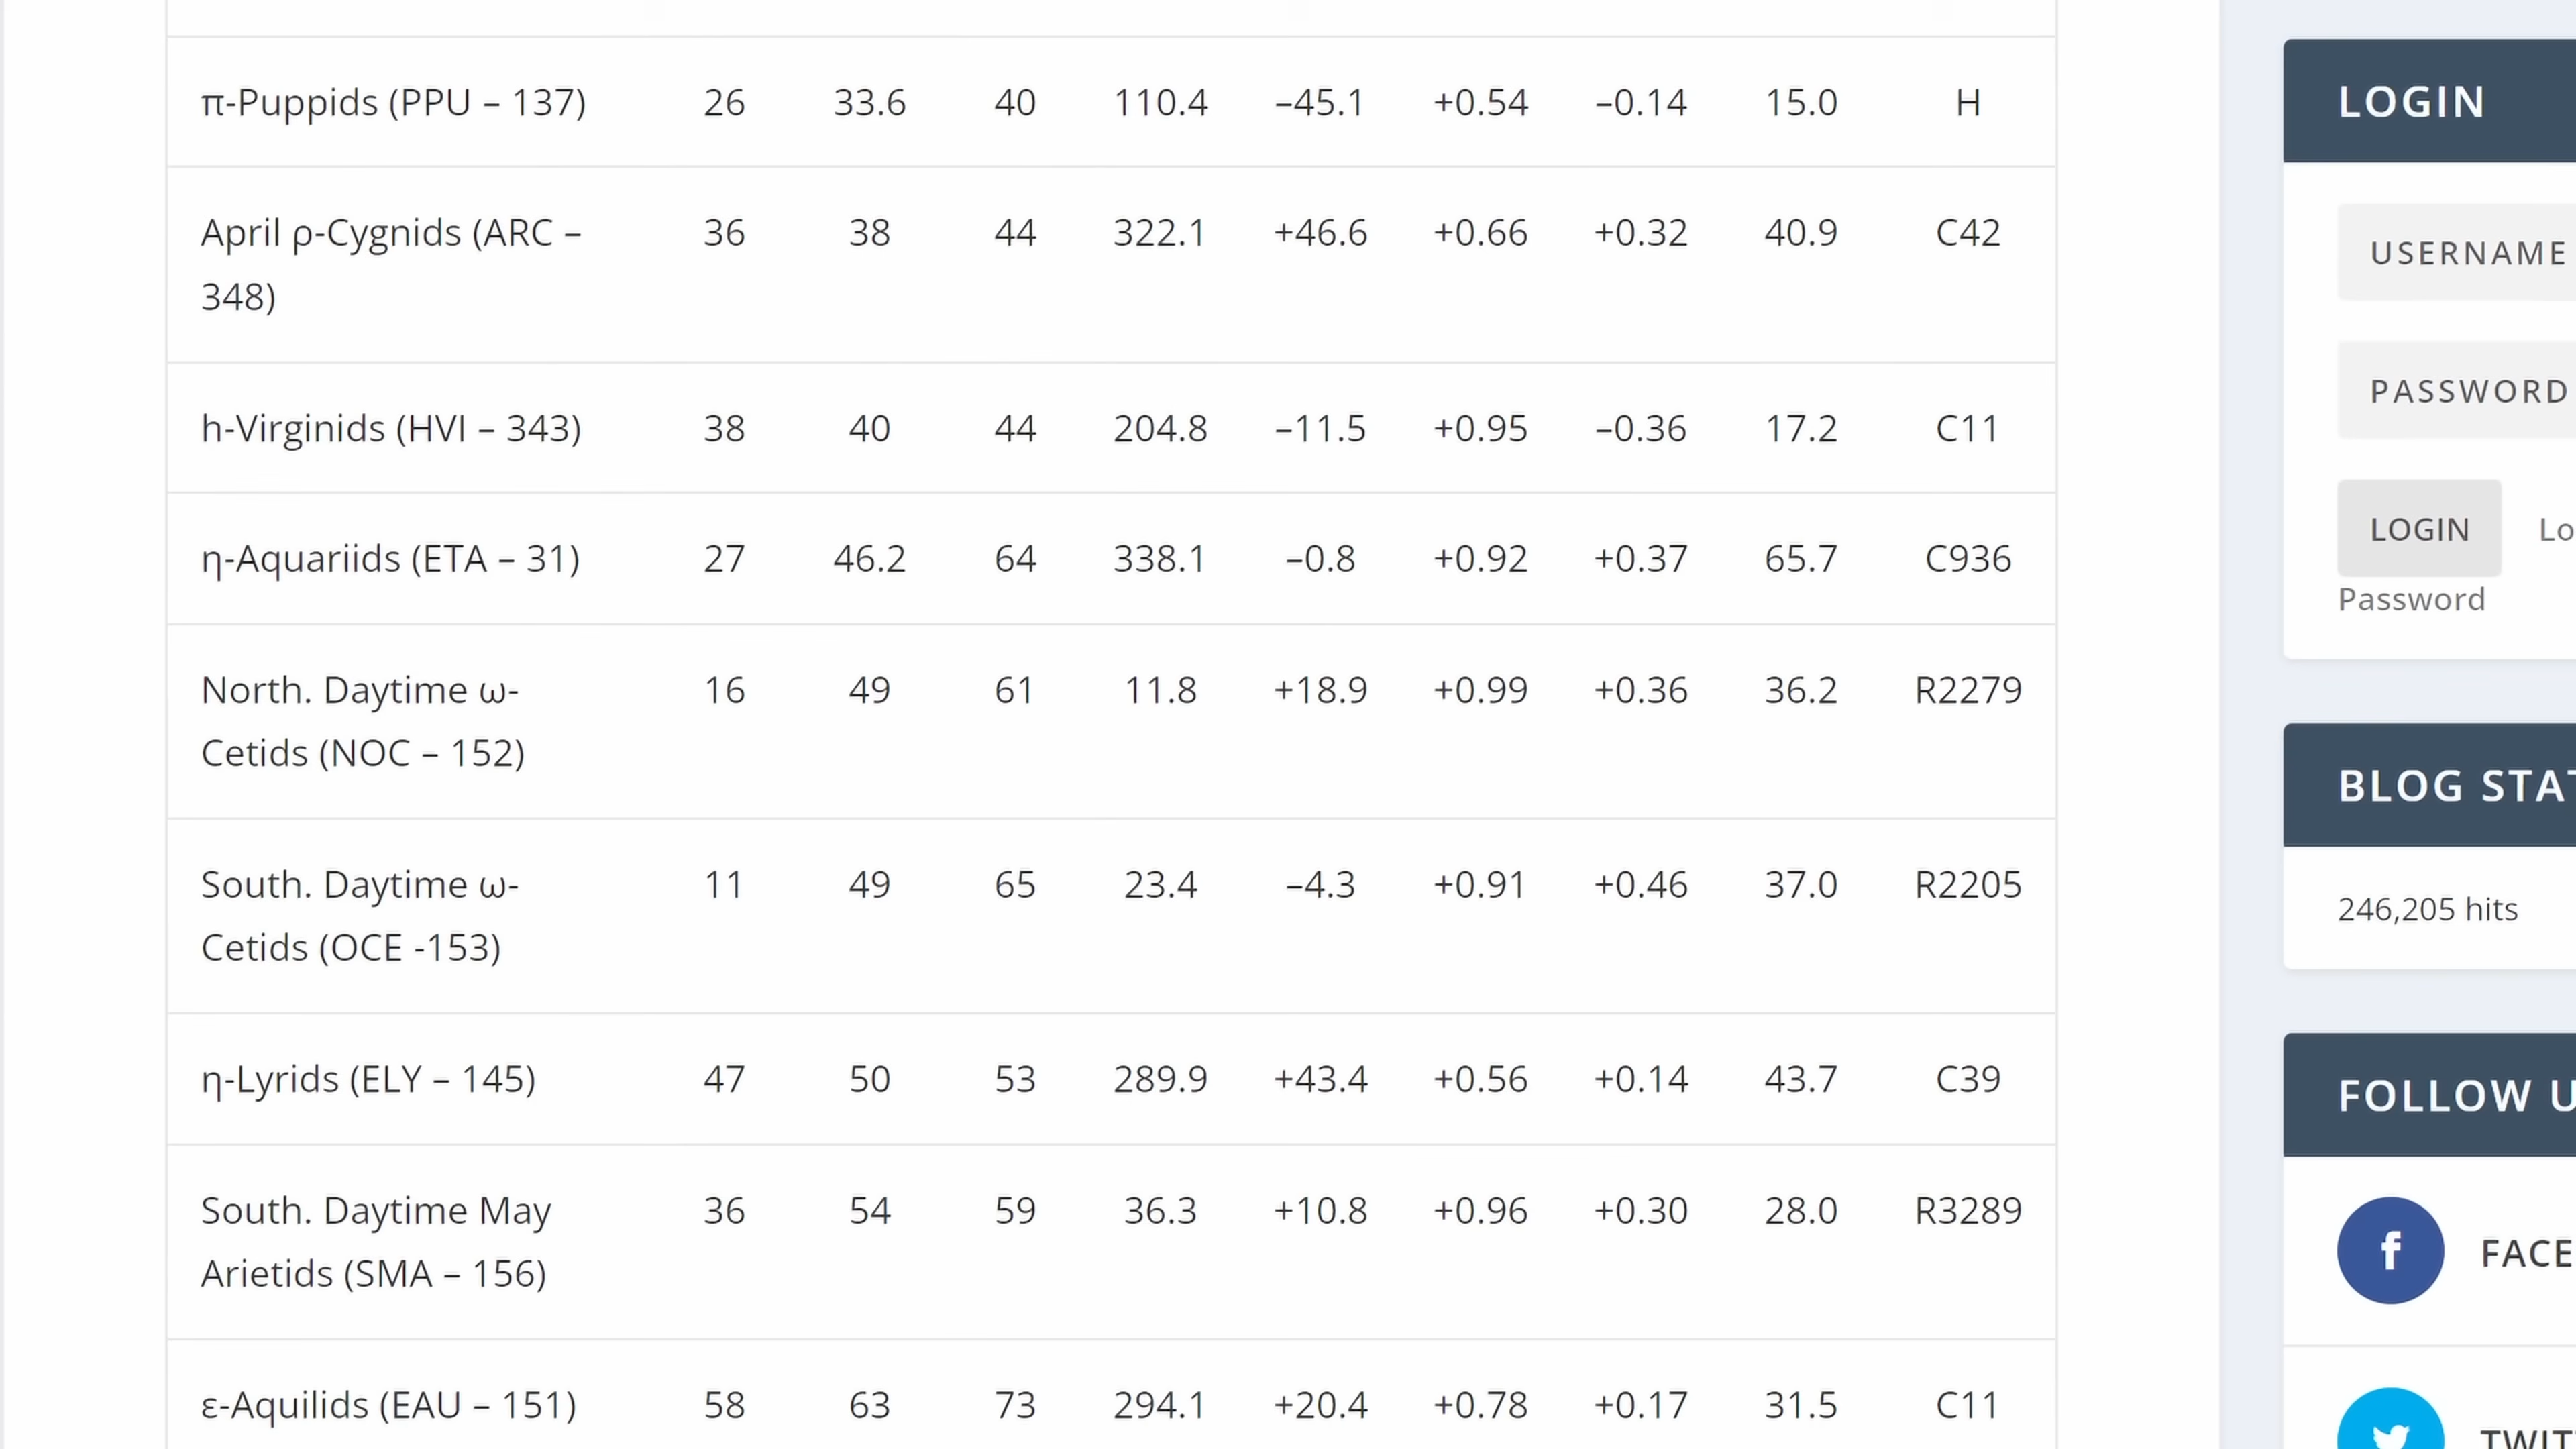 π-Puppids (PPU – 137) 26 33.6 40 110.4 –45.1 +0.54 –0.14 15.0 H
April ρ-Cygnids (ARC – 36 38 44 322.1 +46.6 +0.66 +0.32 40.9 C42
348)
h-Virginids (HVI – 343) 38 40 44 204.8 –11.5 +0.95 –0.36 17.2 C11
η-Aquariids (ETA – 31) 27 46.2 64 338.1 –0.8 +0.92 +0.37 65.7 C936
North. Daytime ω- 16 49 61 11.8 +18.9 +0.99 +0.36 36.2 R2279
Cetids (NOC – 152)
South. Daytime ω- 11 49 65 23.4 –4.3 +0.91 +0.46 37.0 R2205
Cetids (OCE -153)
η-Lyrids (ELY – 145) 47 50 53 289.9 +43.4 +0.56 +0.14 43.7 C39
South. Daytime May 36 54 59 36.3 +10.8 +0.96 +0.30 28.0 R3289
Arietids (SMA – 156)
ε-Aquilids (EAU – 151) 58 63 73 294.1 +20.4 +0.78 +0.17 31.5 C11
LOGIN
USERNAME
PASSWORD
LOGIN Lo
Password
BLOG STAT
246,205 hits
FOLLOW U
f FACE
TWIT